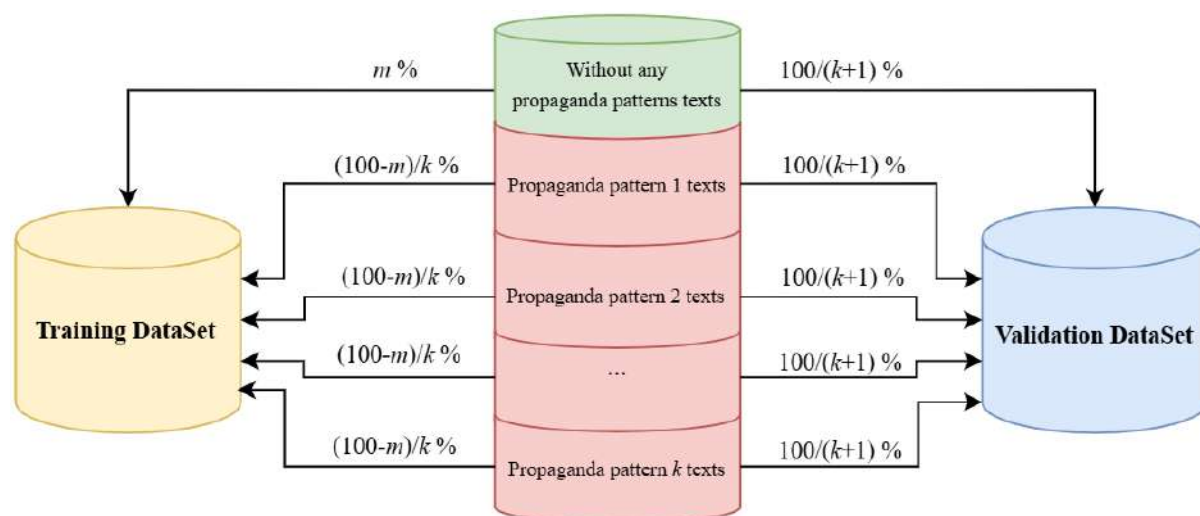 m %
Without any
propaganda patterns texts
100/(k+1) %
(100-m)/k %
Propaganda pattern 1 texts
100/(k+1) %
(100-m)/k %
Propaganda pattern 2 texts
100/(k+1) %
Training DataSet
Validation DataSet
(100-m)/k %
...
100/(k+1) %
(100-m)/k %
Propaganda pattern k texts
100/(k+1) %